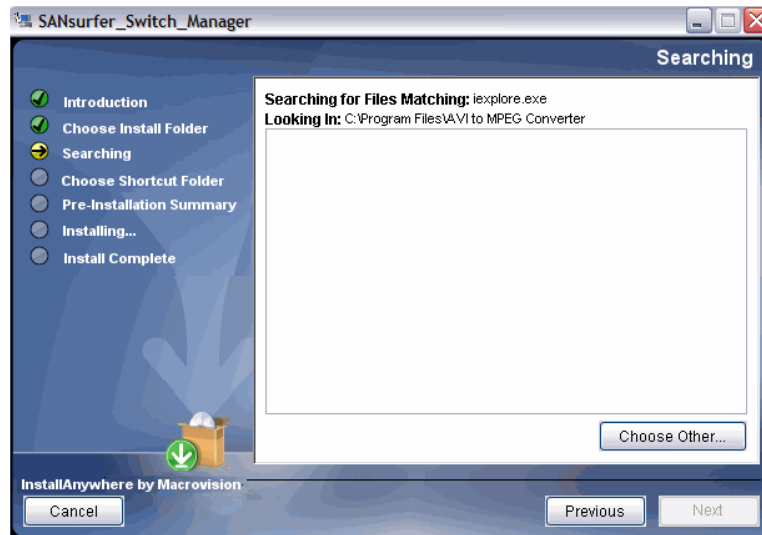 SANsurfer_Switch_Manager
Searching
Introduction
Choose Install Folder
Searching
Choose Shortcut Folder
Pre-Installation Summary
Installing...
Install Complete
Searching for Files Matching: iexplore.exe
Looking In: C:\Program Files\AVI to MPEG Converter
Choose Other...
InstallAnywhere by Macrovision
Cancel
Previous
Next